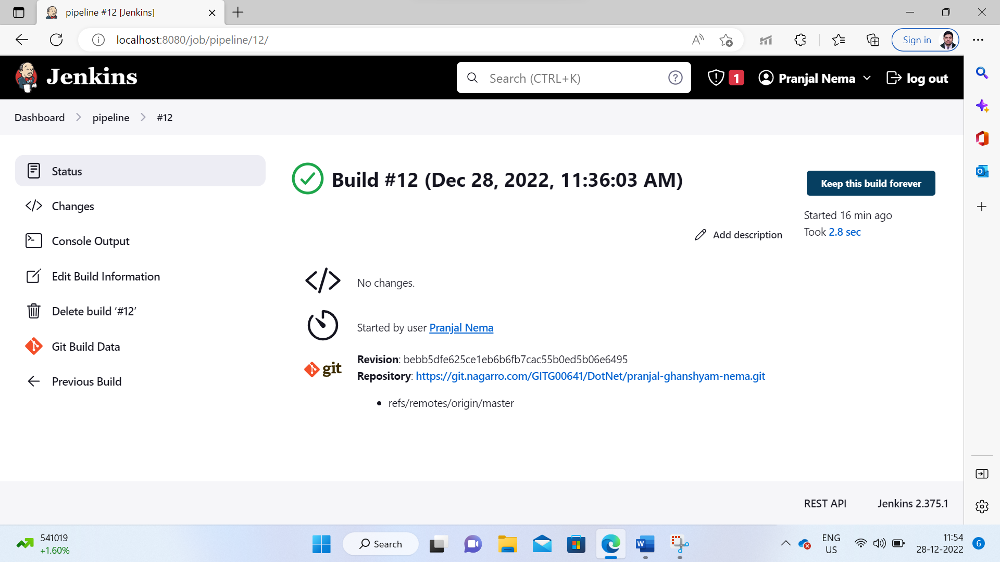 pipeline #12 [Jenkins]
localhost:8080/job/pipeline/12/
Sign in
Jenkins
Search (CTRL+K)
1
Pranjal Nema
log out
Dashboard
pipeline
#12
Status
Changes
Console Output
Edit Build Information
Delete build ‘#12’
Git Build Data
Previous Build
Build #12 (Dec 28, 2022, 11:36:03 AM)
Keep this build forever
Started 16 min ago
Took 2.8 sec
Add description
No changes.
Started by user Pranjal Nema
git
Revision: bebb5dfe625ce1eb6b6fb7cac55b0ed5b06e6495
Repository: https://git.nagarro.com/GITG00641/DotNet/pranjal-ghanshyam-nema.git
refs/remotes/origin/master
REST API
Jenkins 2.375.1
541019
+1.60%
Search
ENG
US
11:54
28-12-2022
6